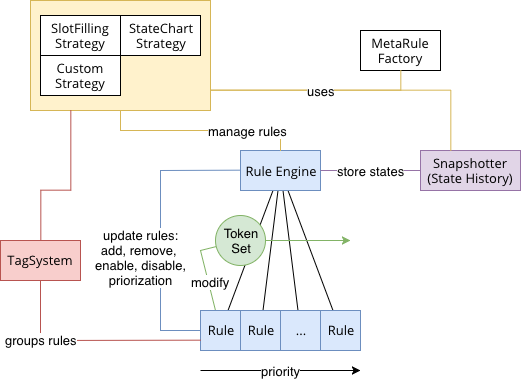 SlotFilling
Strategy
StateChart
Strategy
Custom
Strategy
MetaRule
Factory
uses
manage rules
Rule Engine
store states
Snapshotter
(State History)
Token
Set
update rules:
add, remove,
enable, disable,
priorization
modify
TagSystem
groups rules
Rule
Rule
...
Rule
priority